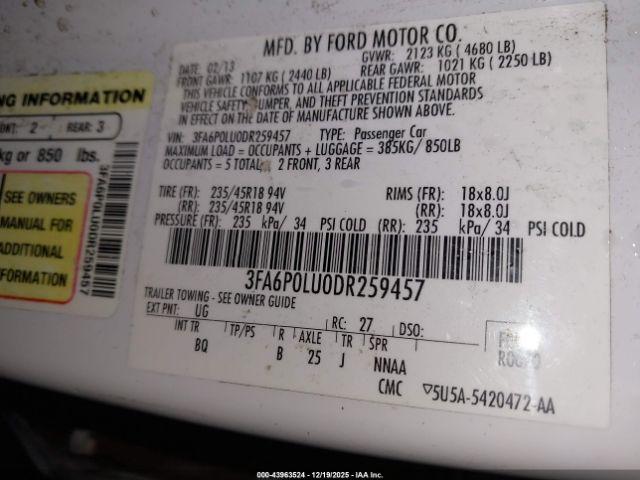 MFD. BY FORD MOTOR CO.
DATE: 02/13 GVWR: 2123 KG ( 4680 LB)
FRONT GAWR: 1107 KG ( 2440 LB) REAR GAWR: 1021 KG ( 2250 LB)
THIS VEHICLE CONFORMS TO ALL APPLICABLE FEDERAL MOTOR
VEHICLE SAFETY, BUMPER, AND THEFT PREVENTION STANDARDS
IN EFFECT ON THE DATE OF MANUFACTURE SHOWN ABOVE.
VIN: 3FA6P0LU0DR259457 TYPE: Passenger Car
MAXIMUM LOAD = OCCUPANTS + LUGGAGE = 385KG/ 850LB
OCCUPANTS = 5 Total 2 FRONT, 3 REAR
TIRE (FR): 235/45R18 94V RIMS (FR): 18x8.0J
(RR): 235/45R18 94V (RR): 18x8.0J
PRESSURE (FR): 235 kPa/ 34 PSI COLD (RR): 235 kPa/ 34 PSI COLD
3FA6P0LU0DR259457
TRAILER TOWING - SEE OWNER GUIDE
EXT PNT: UG RC: 27 DSO:
INT TR TP/PS R AXLE TR SPR
BQ B 25 J NNAA
CMC ▽5U5A-5420472-AA
NG INFORMATION
NT: 2 REAR: 3
kg or 850 lbs.
SEE OWNERS
MANUAL FOR
ADDITIONAL
INFORMATION
3FA6P0LU0DR259457
000-43963524 | 12/19/2025 - IAA Inc.